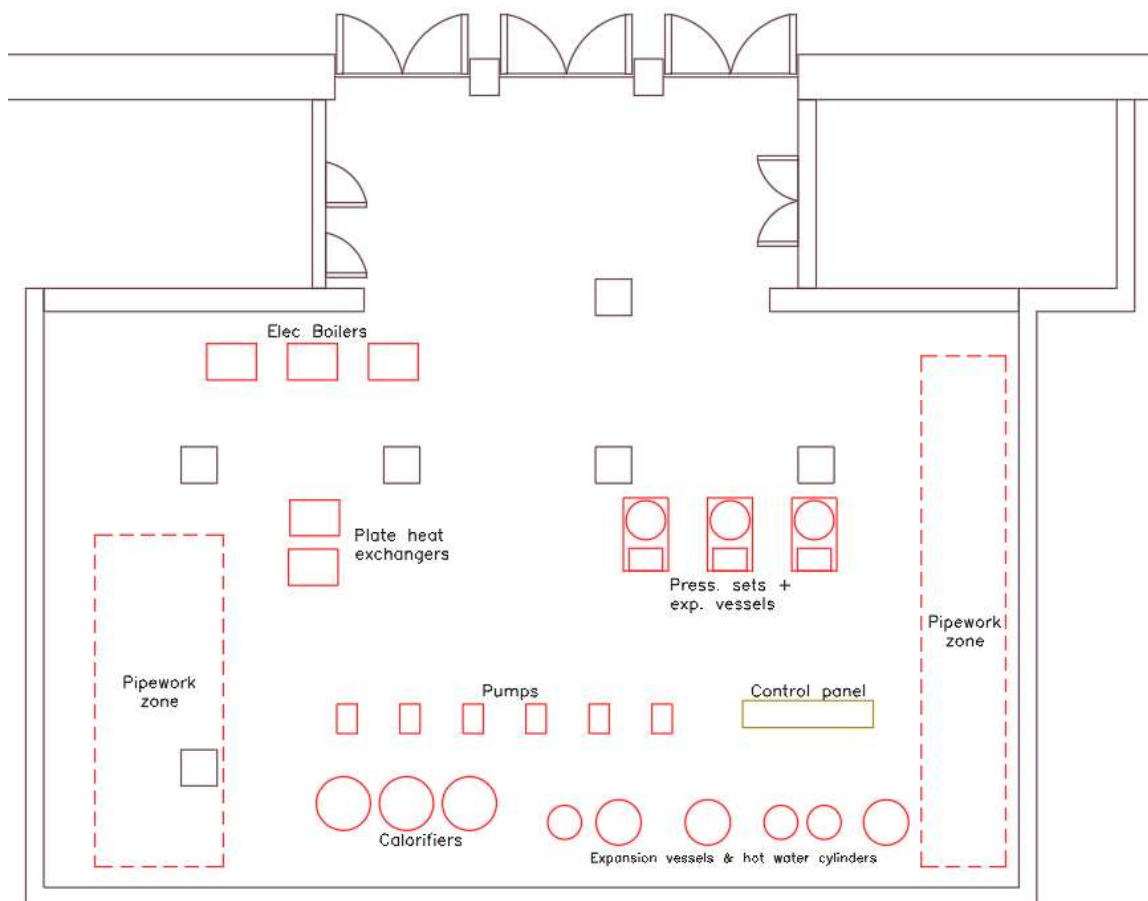 Elec Boilers
Plate heat
exchangers
Press. sets +
exp. vessels
Pipework
zone
Pipework
zone
Pumps
Control panel
Calorifiers
Expansion vessels & hot water cylinders